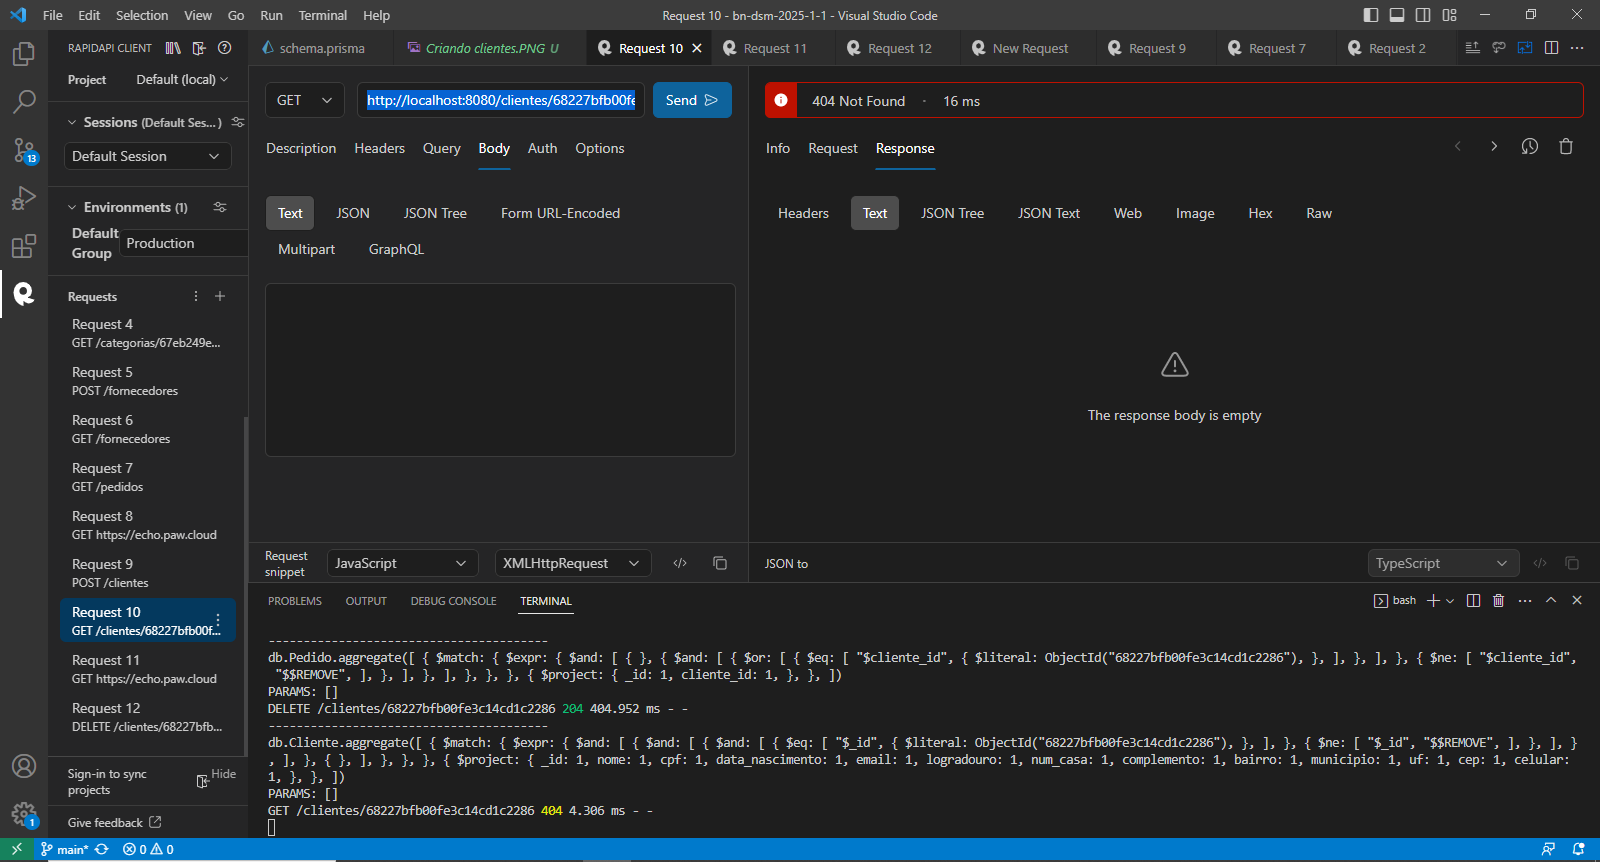 File Edit Selection View Go Run Terminal Help
Request 10 - bn-dsm-2025-1-1 - Visual Studio Code
RAPIDAPI CLIENT
Project Default (local)
Sessions (Default Ses... )
Default Session
Environments (1)
Default Group Production
Requests
Request 4
GET /categorias/67eb249e...
Request 5
POST /fornecedores
Request 6
GET /fornecedores
Request 7
GET /pedidos
Request 8
GET https://echo.paw.cloud
Request 9
POST /clientes
Request 10
GET /clientes/68227bfb00f...
Request 11
GET https://echo.paw.cloud
Request 12
DELETE /clientes/68227bfb...
Sign-in to sync projects
Hide
Give feedback
13
1
schema.prisma Criando clientes.PNG U Request 10 Request 11 Request 12 New Request Request 9 Request 7 Request 2
GET http://localhost:8080/clientes/68227bfb00fe Send
Description Headers Query Body Auth Options
Text JSON JSON Tree Form URL-Encoded
Multipart GraphQL
Request snippet JavaScript XMLHttpRequest
404 Not Found · 16 ms
Info Request Response
Headers Text JSON Tree JSON Text Web Image Hex Raw
The response body is empty
JSON to TypeScript
PROBLEMS OUTPUT DEBUG CONSOLE TERMINAL
bash
----------------------------------------
db.Pedido.aggregate([ { $match: { $expr: { $and: [ { }, { $and: [ { $or: [ { $eq: [ "$cliente_id", { $literal: ObjectId("68227bfb00fe3c14cd1c2286"), }, ], }, ], }, { $ne: [ "$cliente_id",
"$$REMOVE", ], }, ], }, ], }, }, }, { $project: { _id: 1, cliente_id: 1, }, }, ])
PARAMS: []
DELETE /clientes/68227bfb00fe3c14cd1c2286 204 404.952 ms - -
----------------------------------------
db.Cliente.aggregate([ { $match: { $expr: { $and: [ { $and: [ { $and: [ { $eq: [ "$_id", { $literal: ObjectId("68227bfb00fe3c14cd1c2286"), }, ], }, { $ne: [ "$_id", "$$REMOVE", ], }, ], }
, ], }, { }, ], }, }, }, { $project: { _id: 1, nome: 1, cpf: 1, data_nascimento: 1, email: 1, logradouro: 1, num_casa: 1, complemento: 1, bairro: 1, municipio: 1, uf: 1, cep: 1, celular:
1, }, }, ])
PARAMS: []
GET /clientes/68227bfb00fe3c14cd1c2286 404 4.306 ms - -
main* 0 0 0